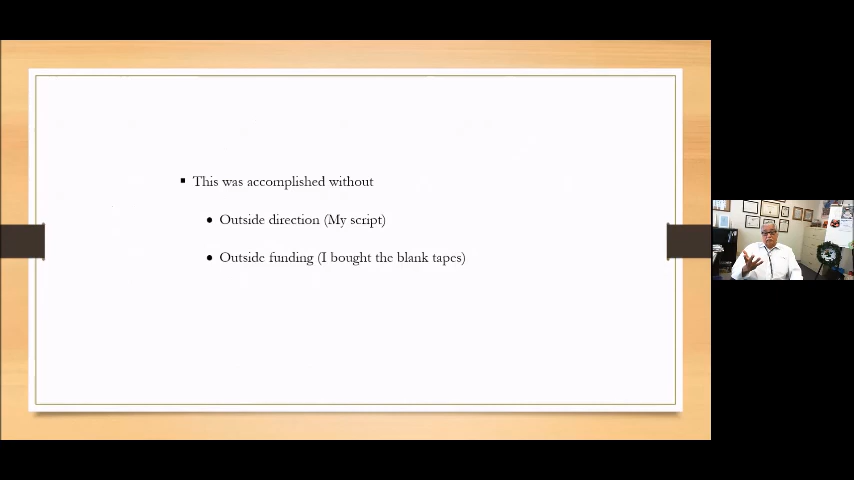 This was accomplished without
Outside direction (My script)
Outside funding (I bought the blank tapes)